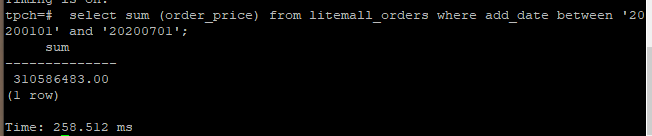 Timing is on.
tpch=#  select sum (order_price) from litemall_orders where add_date between '20
200101' and '20200701';
     sum
--------------
 310586483.00
(1 row)
Time: 258.512 ms